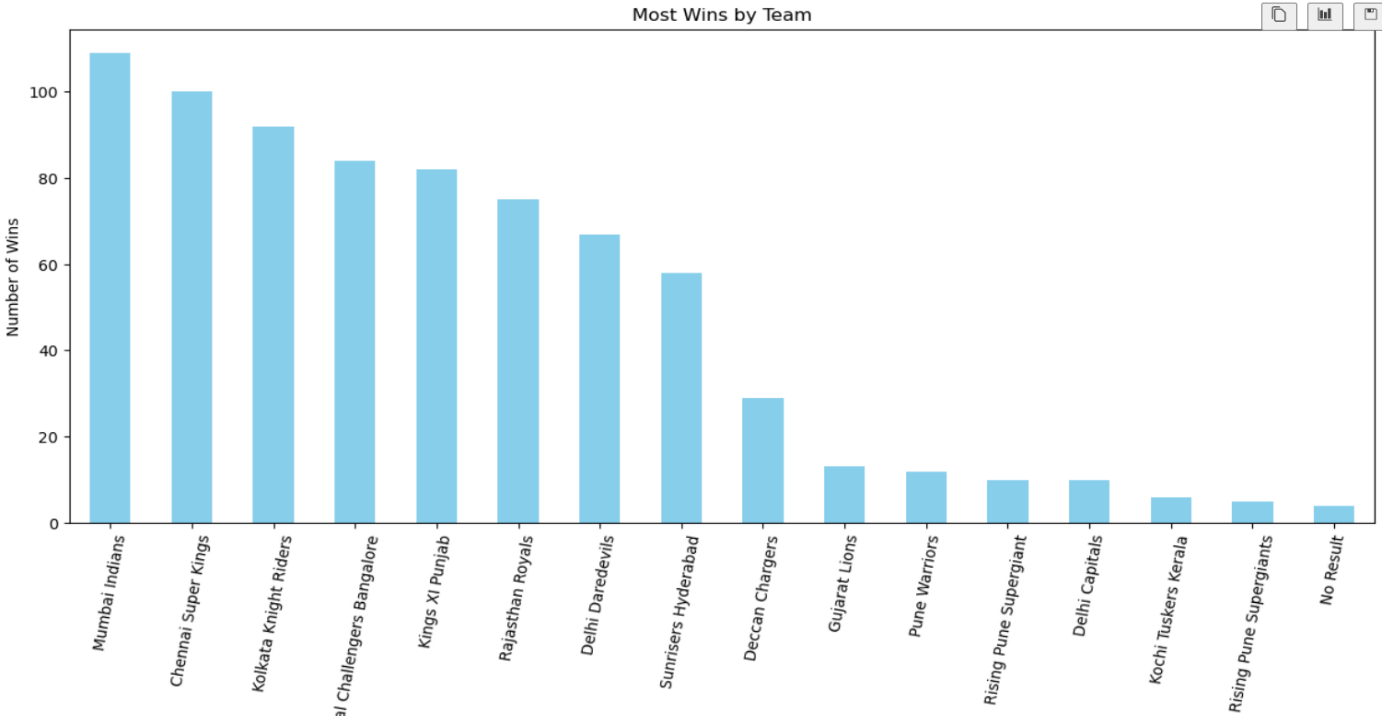 Most Wins by Team
Number of Wins
100
80
60
40
20
0
Mumbai Indians
Chennai Super Kings
Kolkata Knight Riders
al Challengers Bangalore
Kings XI Punjab
Rajasthan Royals
Delhi Daredevils
Sunrisers Hyderabad
Deccan Chargers
Gujarat Lions
Pune Warriors
Rising Pune Supergiant
Delhi Capitals
Kochi Tuskers Kerala
Rising Pune Supergiants
No Result